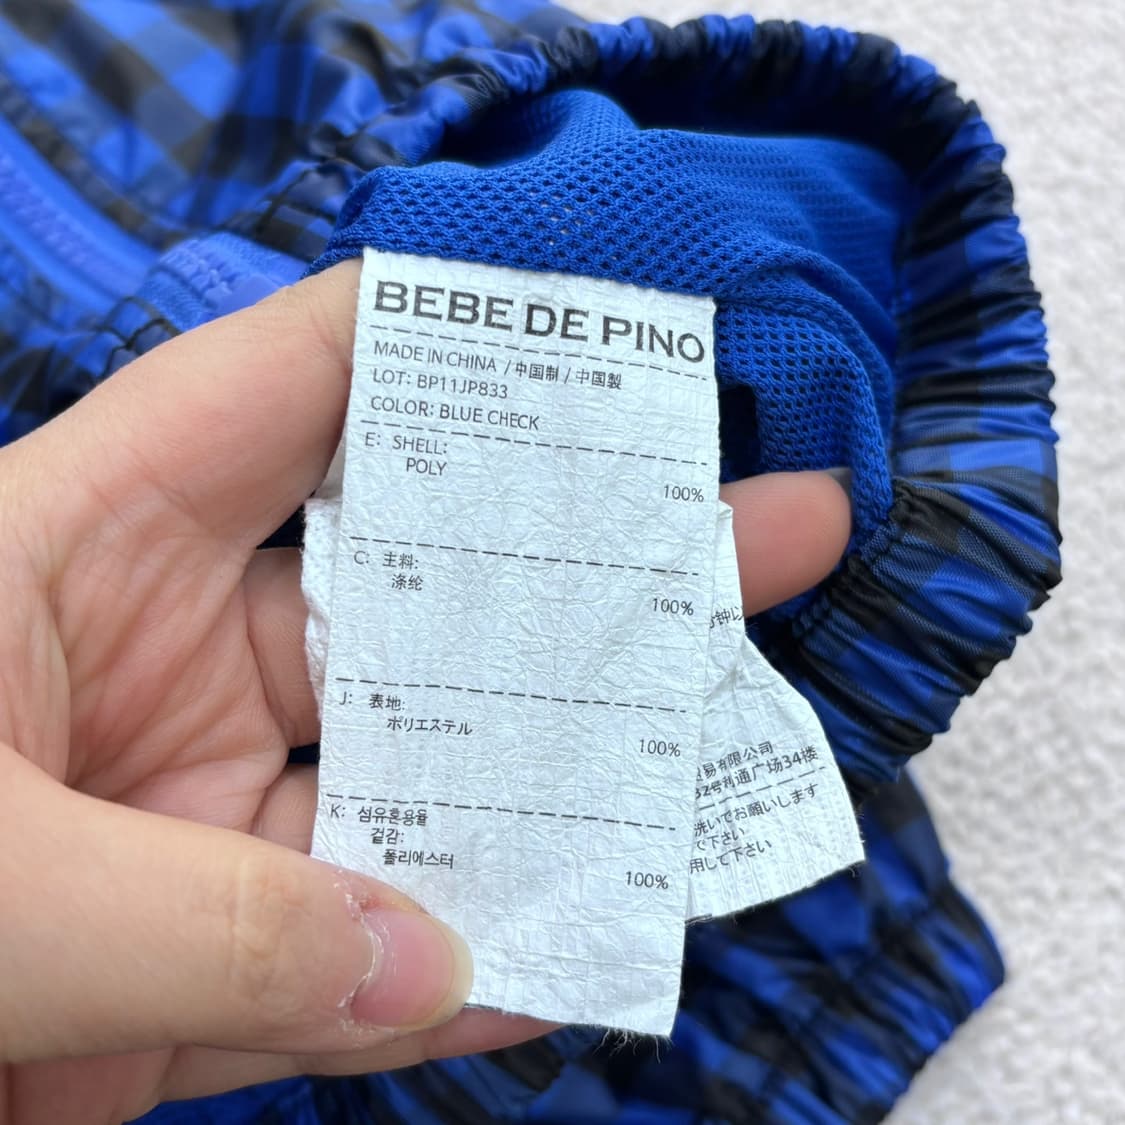 BEBE DE PINO
MADE IN CHINA / 中国制 / 中国製
LOT: BP11JP833
COLOR: BLUE CHECK
E: SHELL:
POLY
100%
C: 主料:
涤纶
100%
J: 表地:
ポリエステル
100%
K: 섬유혼용율
겉감:
폴리에스터
100%
钟以
易有限公司
32号利通广场34楼
洗いでお願いします
で下さい
用して下さい